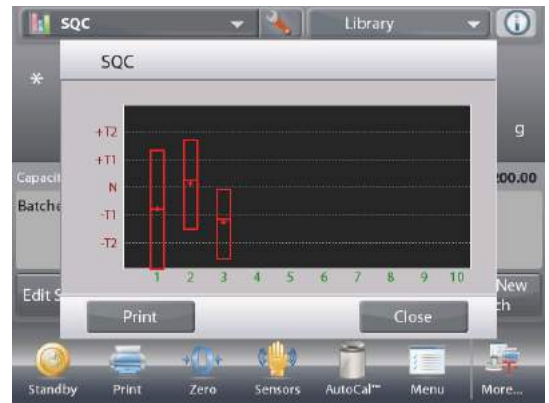 SQC Library
SQC
*
+T2
+T1
N
-T1
-T2
g
Capacit 200.00
Batche
1 2 3 4 5 6 7 8 9 10
Edit S New
ch
Print Close
Standby Print Zero Sensors AutoCal™ Menu More...